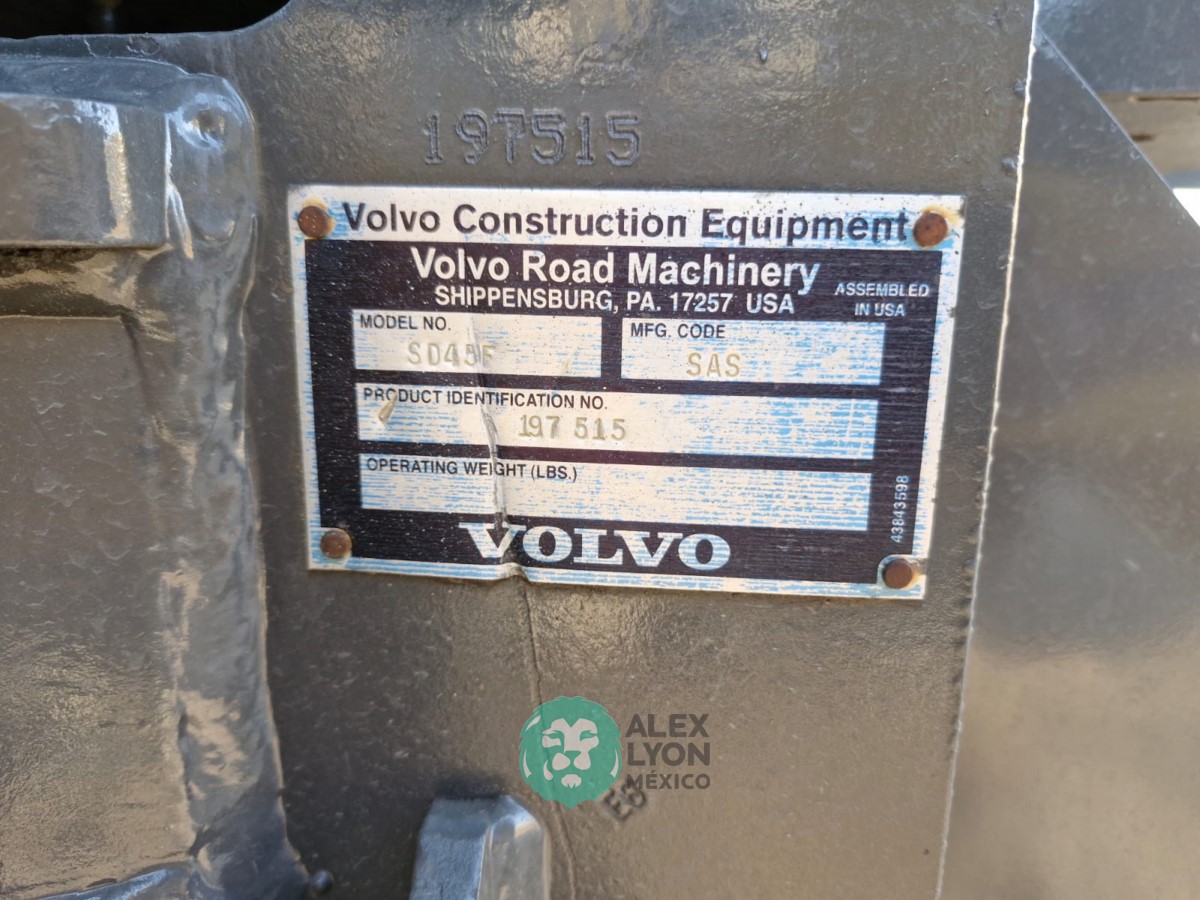 197515
Volvo Construction Equipment
Volvo Road Machinery
SHIPPENSBURG, PA. 17257 USA
ASSEMBLED
IN USA
MODEL NO.
SD45F
MFG. CODE
SAS
PRODUCT IDENTIFICATION NO.
197 515
OPERATING WEIGHT (LBS.)
43843598
VOLVO
ALEX
LYON
MÉXICO